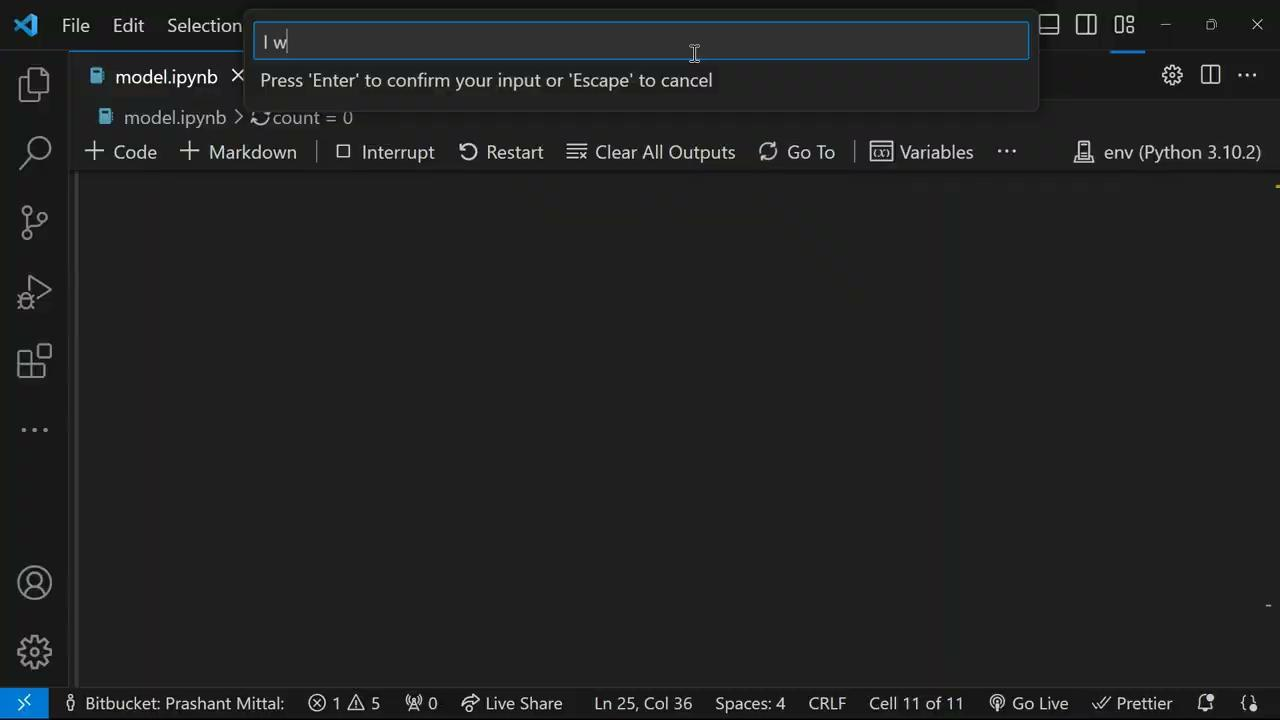 File Edit Selection
I w
Press 'Enter' to confirm your input or 'Escape' to cancel
model.ipynb
model.ipynb > count = 0
+ Code + Markdown Interrupt Restart Clear All Outputs Go To Variables ... env (Python 3.10.2)
Bitbucket: Prashant Mittal: 1 5 0 Live Share Ln 25, Col 36 Spaces: 4 CRLF Cell 11 of 11 Go Live Prettier